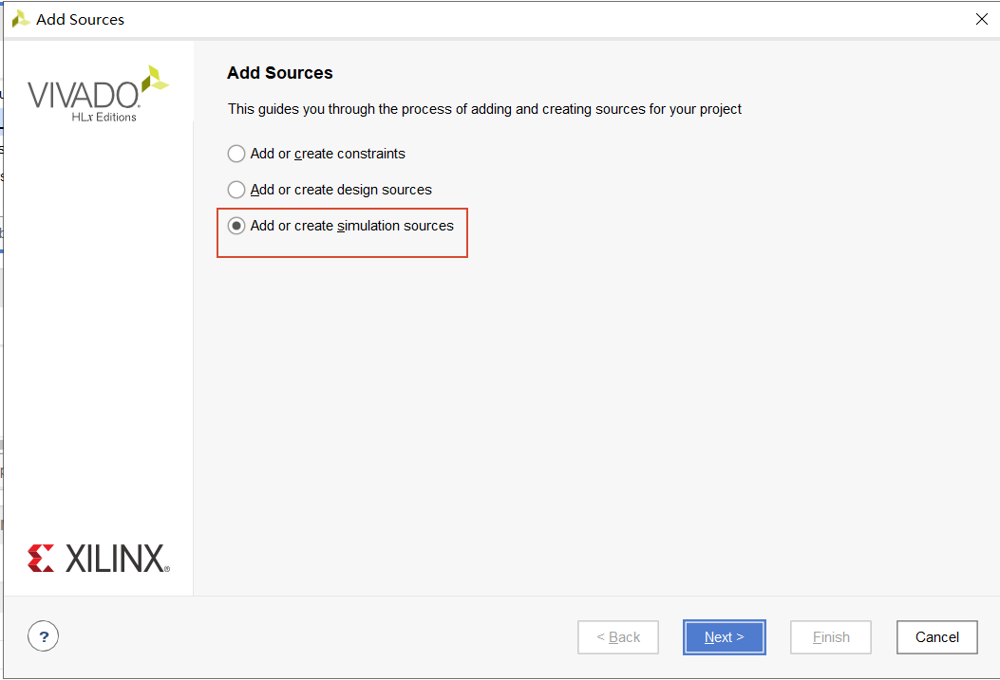 Add Sources
VIVADO.
HLx Editions
Add Sources
This guides you through the process of adding and creating sources for your project
Add or create constraints
Add or create design sources
Add or create simulation sources
XILINX®
?
< Back
Next >
Finish
Cancel